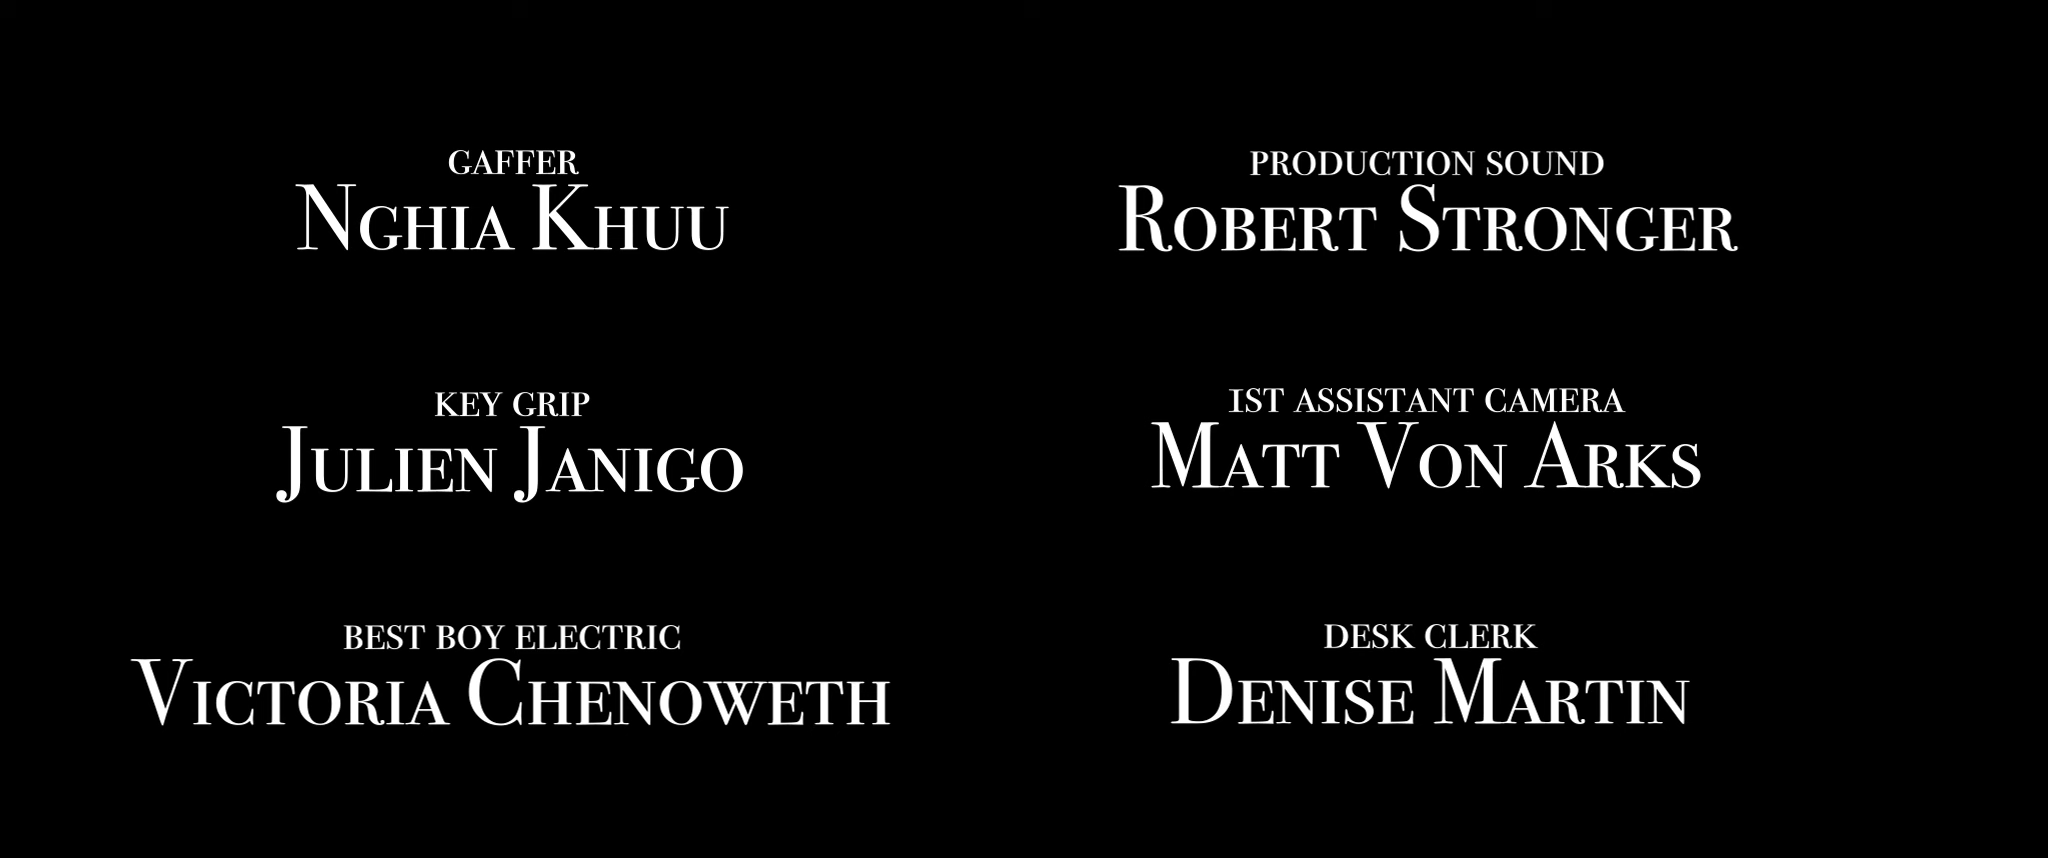 GAFFER
NGHIA KHUU
KEY GRIP
JULIEN JANIGO
BEST BOY ELECTRIC
VICTORIA CHENOWETH
PRODUCTION SOUND
ROBERT STRONGER
1ST ASSISTANT CAMERA
MATT VON ARKS
DESK CLERK
DENISE MARTIN